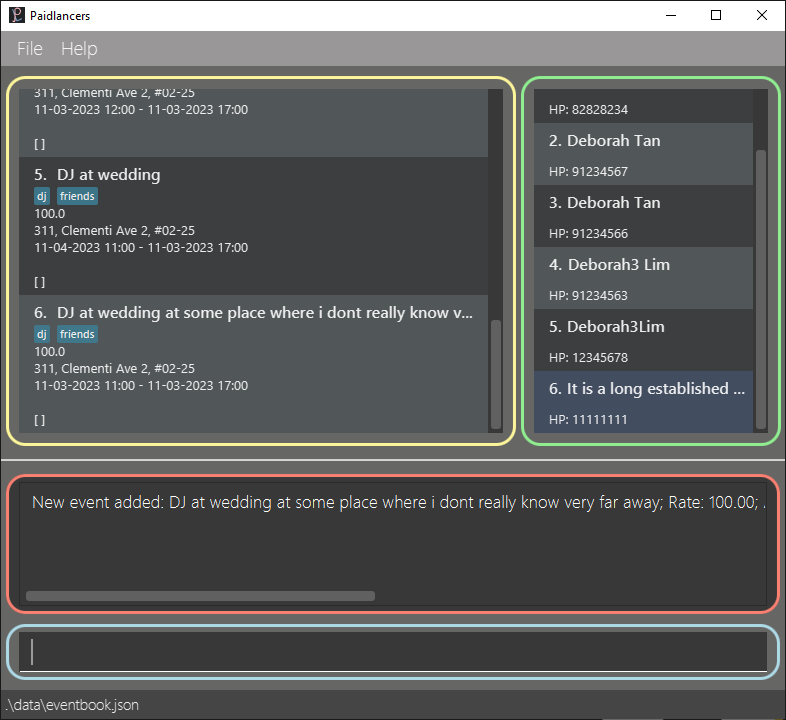 Paidlancers
File Help
311, Clementi Ave 2, #02-25
11-03-2023 12:00 - 11-03-2023 17:00
[ ]
5. DJ at wedding
dj friends
100.0
311, Clementi Ave 2, #02-25
11-04-2023 11:00 - 11-03-2023 17:00
[ ]
6. DJ at wedding at some place where i dont really know v...
dj friends
100.0
311, Clementi Ave 2, #02-25
11-03-2023 11:00 - 11-03-2023 17:00
[ ]
HP: 82828234
2. Deborah Tan
HP: 91234567
3. Deborah Tan
HP: 91234566
4. Deborah3 Lim
HP: 91234563
5. Deborah3Lim
HP: 12345678
6. It is a long established ...
HP: 11111111
New event added: DJ at wedding at some place where i dont really know very far away; Rate: 100.00;
.\data\eventbook.json